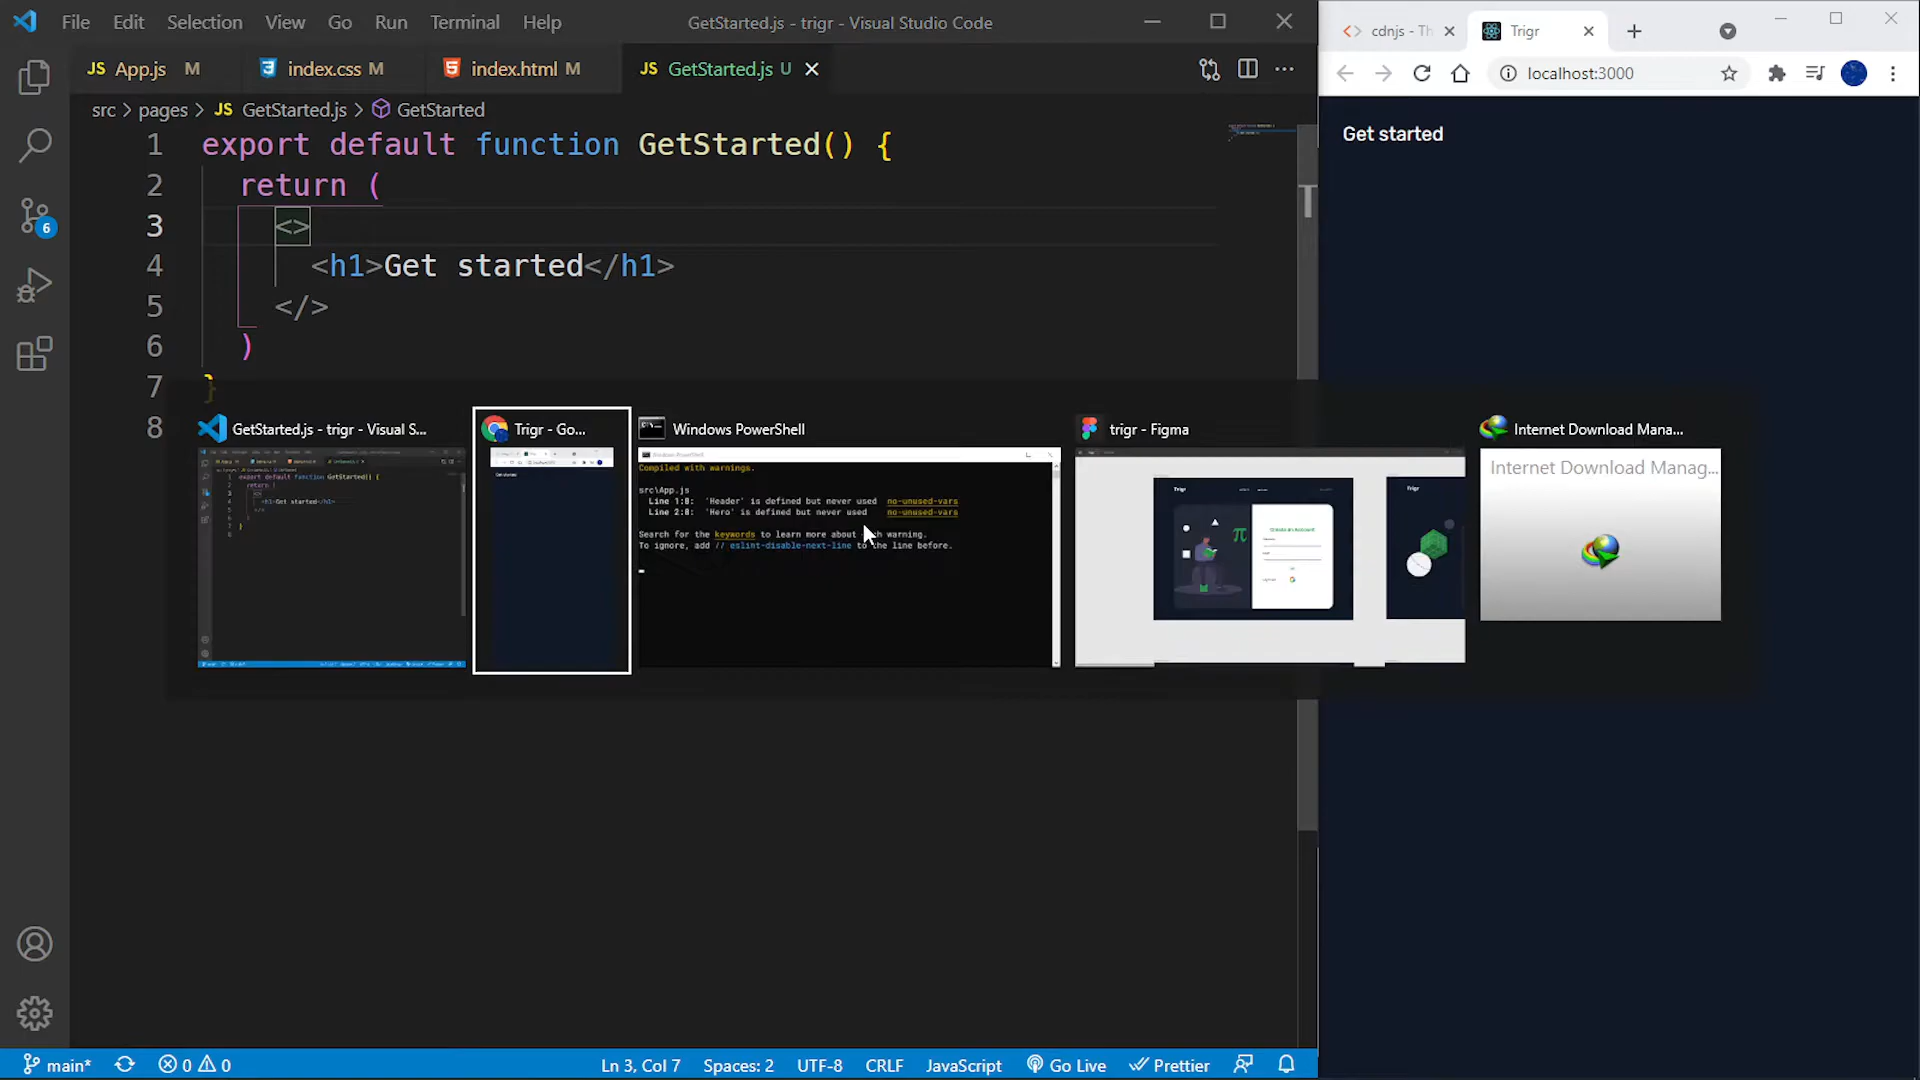 File Edit Selection View Go Run Terminal Help
GetStarted.js - trigr - Visual Studio Code
JS App.js M
index.css M
index.html M
JS GetStarted.js U
src > pages > JS GetStarted.js > GetStarted
1 export default function GetStarted() {
2 return (
3 <>
4 <h1>Get started</h1>
5 </>
6 )
7 }
8
cdnjs - Th
Trigr
localhost:3000
Get started
GetStarted.js - trigr - Visual S...
Trigr - Go...
Windows PowerShell
Compiled with warnings.
src\App.js
Line 1:8: 'Header' is defined but never used no-unused-vars
Line 2:8: 'Hero' is defined but never used no-unused-vars
Search for the keywords to learn more about each warning.
To ignore, add // eslint-disable-next-line to the line before.
trigr - Figma
Trigr
Create an Account
Trigr
Internet Download Mana...
Internet Download Manag...
6
main*
0 0
Ln 3, Col 7
Spaces: 2
UTF-8
CRLF
JavaScript
Go Live
Prettier